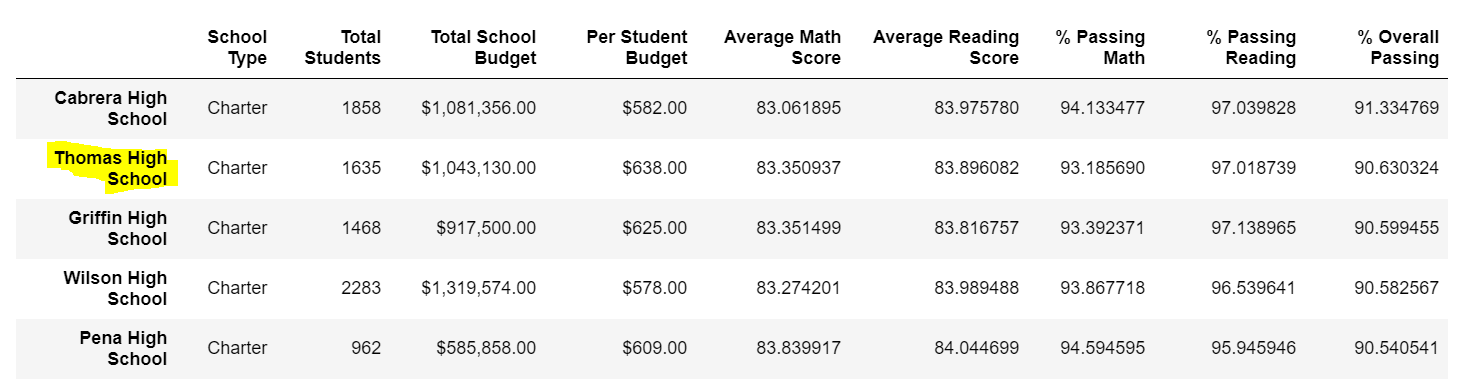 School Type Total Students Total School Budget Per Student Budget Average Math Score Average Reading Score % Passing Math % Passing Reading % Overall Passing
Cabrera High School Charter 1858 $1,081,356.00 $582.00 83.061895 83.975780 94.133477 97.039828 91.334769
Thomas High School Charter 1635 $1,043,130.00 $638.00 83.350937 83.896082 93.185690 97.018739 90.630324
Griffin High School Charter 1468 $917,500.00 $625.00 83.351499 83.816757 93.392371 97.138965 90.599455
Wilson High School Charter 2283 $1,319,574.00 $578.00 83.274201 83.989488 93.867718 96.539641 90.582567
Pena High School Charter 962 $585,858.00 $609.00 83.839917 84.044699 94.594595 95.945946 90.540541